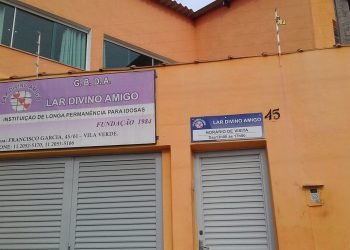 G.B.D.A.
LAR DIVINO AMIGO
INSTITUIÇÃO DE LONGA PERMANÊNCIA PARA IDOSAS
FUNDAÇÃO 1984
FRANCISCO GARCIA, 45/61 - VILA VERDE.
LAR DIVINO AMIGO
HORÁRIO DE VISITA
45